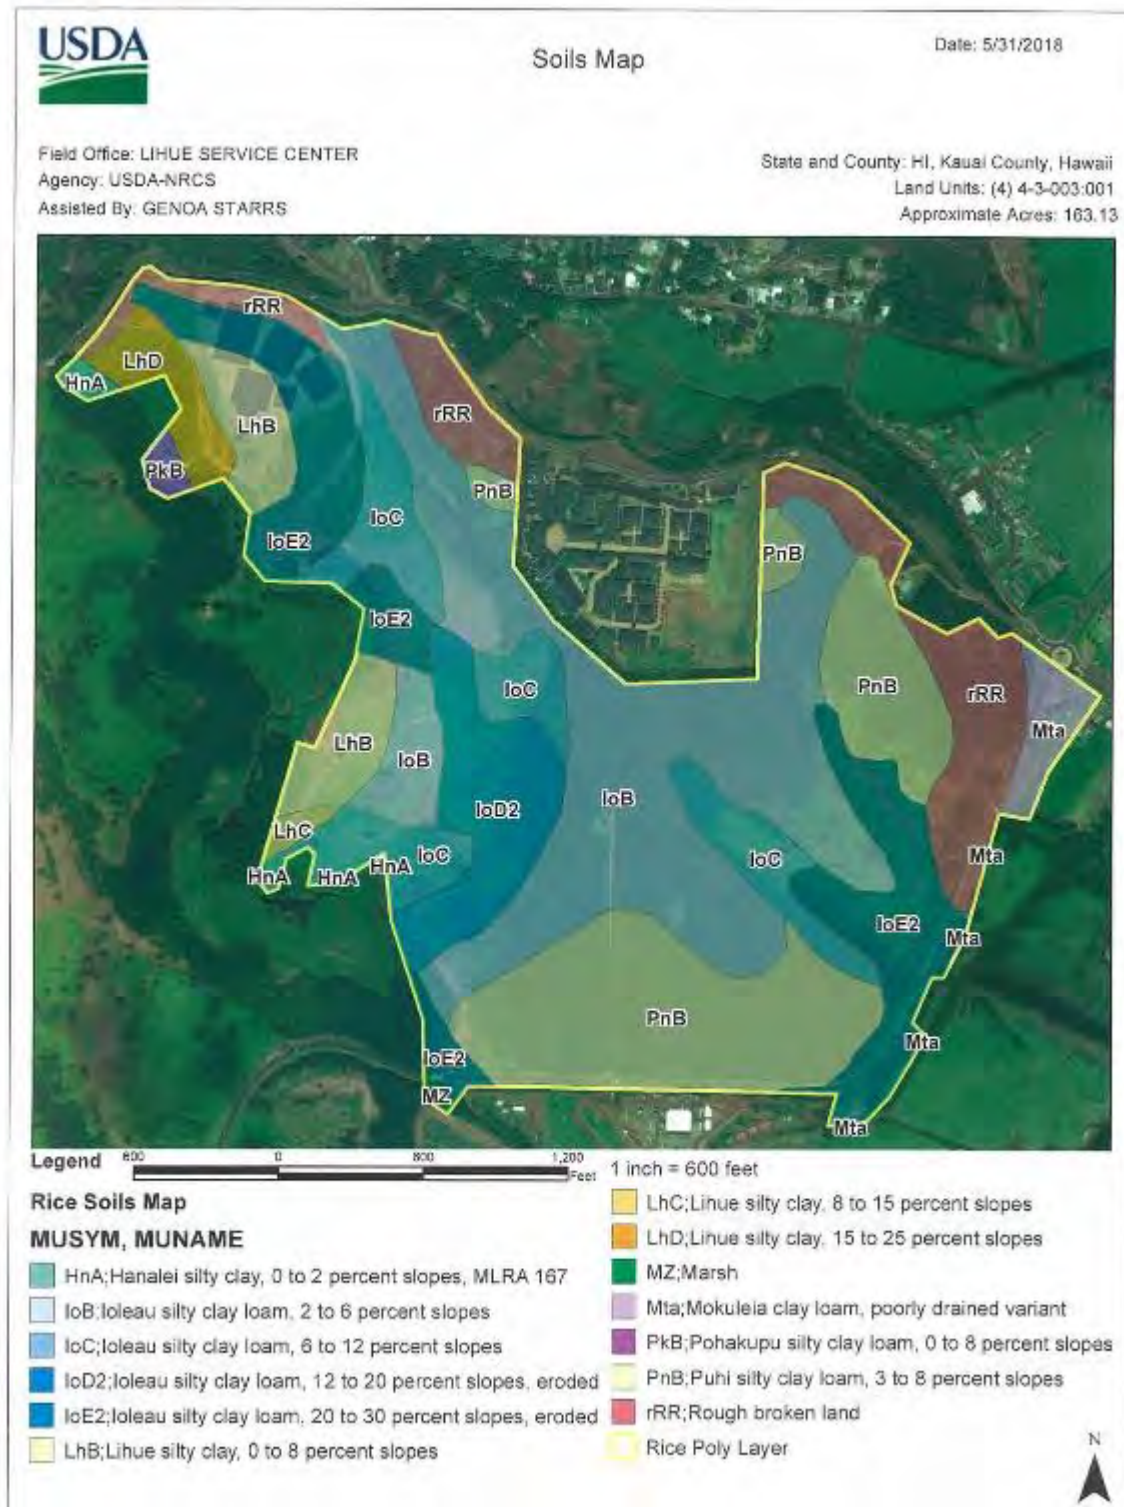 USDA
Soils Map
Date: 5/31/2018
Field Office: LIHUE SERVICE CENTER
Agency: USDA-NRCS
Assisted By: GENOA STARRS
State and County: HI, Kauai County, Hawaii
Land Units: (4) 4-3-003:001
Approximate Acres: 163.13
rRR
LhD
HnA
LhB
rRR
PkB
PnB
IoC
IoE2
PnB
IoE2
IoC
PnB
rRR
LhB
IoB
Mta
IoD2
IoB
LhC
IoC
IoC
Mta
HnA
HnA
HnA
IoE2
Mta
PnB
Mta
IoE2
MZ
Mta
Legend
600 0 600 1,200
Feet
1 inch = 600 feet
Rice Soils Map
MUSYM, MUNAME
HnA;Hanalei silty clay, 0 to 2 percent slopes, MLRA 167
IoB;Ioleau silty clay loam, 2 to 6 percent slopes
IoC;Ioleau silty clay loam, 6 to 12 percent slopes
IoD2;Ioleau silty clay loam, 12 to 20 percent slopes, eroded
IoE2;Ioleau silty clay loam, 20 to 30 percent slopes, eroded
LhB;Lihue silty clay, 0 to 8 percent slopes
LhC;Lihue silty clay, 8 to 15 percent slopes
LhD;Lihue silty clay, 15 to 25 percent slopes
MZ;Marsh
Mta;Mokuleia clay loam, poorly drained variant
PkB;Pohakupu silty clay loam, 0 to 8 percent slopes
PnB;Puhi silty clay loam, 3 to 8 percent slopes
rRR;Rough broken land
Rice Poly Layer
N